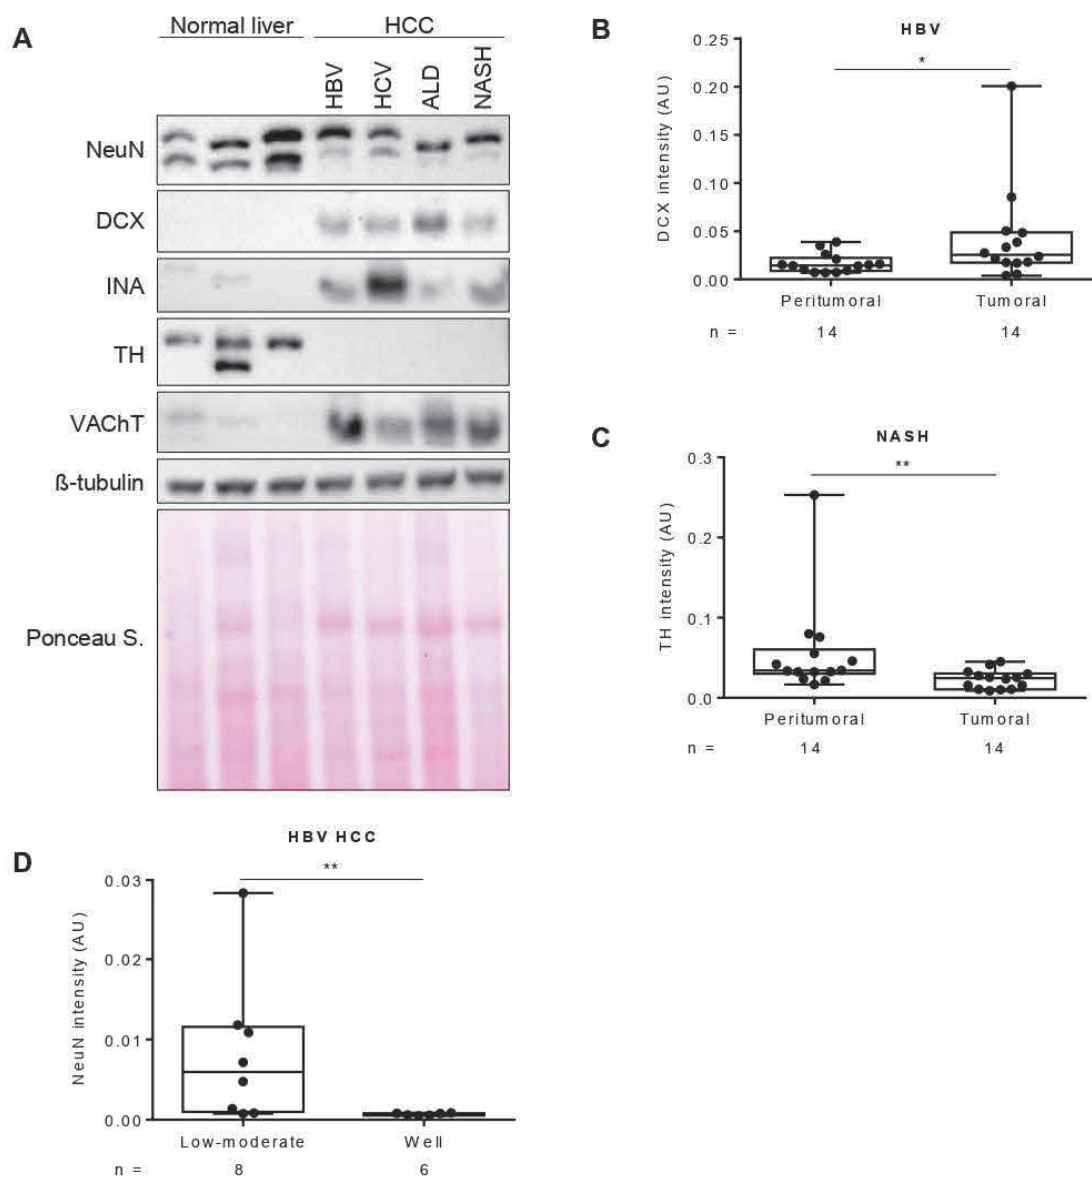 A
Normal liver
HCC
HBV
HCV
ALD
NASH
NeuN
DCX
INA
TH
VAChT
ß-tubulin
Ponceau S.
B
HBV
*
DCX intensity (AU)
0.25
0.20
0.15
0.10
0.05
0.00
Peritumoral Tumoral
n = 14 14
C
NASH
**
TH intensity (AU)
0.3
0.2
0.1
0.0
Peritumoral Tumoral
n = 14 14
D
HBV HCC
**
NeuN intensity (AU)
0.03
0.02
0.01
0.00
Low-moderate Well
n = 8 6